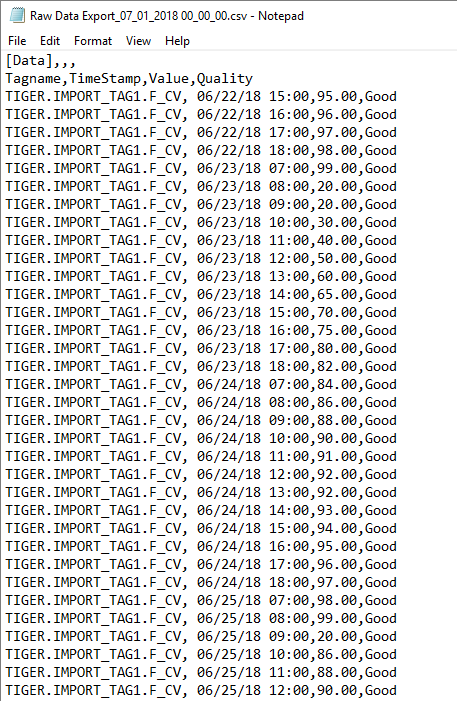 Raw Data Export_07_01_2018 00_00_00.csv - Notepad
File Edit Format View Help
[Data],,,
Tagname,TimeStamp,Value,Quality
TIGER.IMPORT_TAG1.F_CV, 06/22/18 15:00,95.00,Good
TIGER.IMPORT_TAG1.F_CV, 06/22/18 16:00,96.00,Good
TIGER.IMPORT_TAG1.F_CV, 06/22/18 17:00,97.00,Good
TIGER.IMPORT_TAG1.F_CV, 06/22/18 18:00,98.00,Good
TIGER.IMPORT_TAG1.F_CV, 06/23/18 07:00,99.00,Good
TIGER.IMPORT_TAG1.F_CV, 06/23/18 08:00,20.00,Good
TIGER.IMPORT_TAG1.F_CV, 06/23/18 09:00,20.00,Good
TIGER.IMPORT_TAG1.F_CV, 06/23/18 10:00,30.00,Good
TIGER.IMPORT_TAG1.F_CV, 06/23/18 11:00,40.00,Good
TIGER.IMPORT_TAG1.F_CV, 06/23/18 12:00,50.00,Good
TIGER.IMPORT_TAG1.F_CV, 06/23/18 13:00,60.00,Good
TIGER.IMPORT_TAG1.F_CV, 06/23/18 14:00,65.00,Good
TIGER.IMPORT_TAG1.F_CV, 06/23/18 15:00,70.00,Good
TIGER.IMPORT_TAG1.F_CV, 06/23/18 16:00,75.00,Good
TIGER.IMPORT_TAG1.F_CV, 06/23/18 17:00,80.00,Good
TIGER.IMPORT_TAG1.F_CV, 06/23/18 18:00,82.00,Good
TIGER.IMPORT_TAG1.F_CV, 06/24/18 07:00,84.00,Good
TIGER.IMPORT_TAG1.F_CV, 06/24/18 08:00,86.00,Good
TIGER.IMPORT_TAG1.F_CV, 06/24/18 09:00,88.00,Good
TIGER.IMPORT_TAG1.F_CV, 06/24/18 10:00,90.00,Good
TIGER.IMPORT_TAG1.F_CV, 06/24/18 11:00,91.00,Good
TIGER.IMPORT_TAG1.F_CV, 06/24/18 12:00,92.00,Good
TIGER.IMPORT_TAG1.F_CV, 06/24/18 13:00,92.00,Good
TIGER.IMPORT_TAG1.F_CV, 06/24/18 14:00,93.00,Good
TIGER.IMPORT_TAG1.F_CV, 06/24/18 15:00,94.00,Good
TIGER.IMPORT_TAG1.F_CV, 06/24/18 16:00,95.00,Good
TIGER.IMPORT_TAG1.F_CV, 06/24/18 17:00,96.00,Good
TIGER.IMPORT_TAG1.F_CV, 06/24/18 18:00,97.00,Good
TIGER.IMPORT_TAG1.F_CV, 06/25/18 07:00,98.00,Good
TIGER.IMPORT_TAG1.F_CV, 06/25/18 08:00,99.00,Good
TIGER.IMPORT_TAG1.F_CV, 06/25/18 09:00,20.00,Good
TIGER.IMPORT_TAG1.F_CV, 06/25/18 10:00,86.00,Good
TIGER.IMPORT_TAG1.F_CV, 06/25/18 11:00,88.00,Good
TIGER.IMPORT_TAG1.F_CV, 06/25/18 12:00,90.00,Good